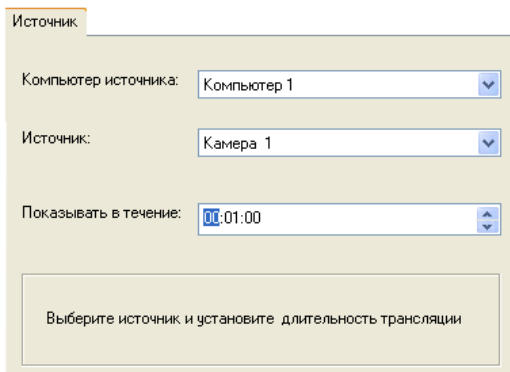 Источник
Компьютер источника: Компьютер 1
Источник: Камера 1
Показывать в течение: 00:01:00
Выберите источник и установите длительность трансляции